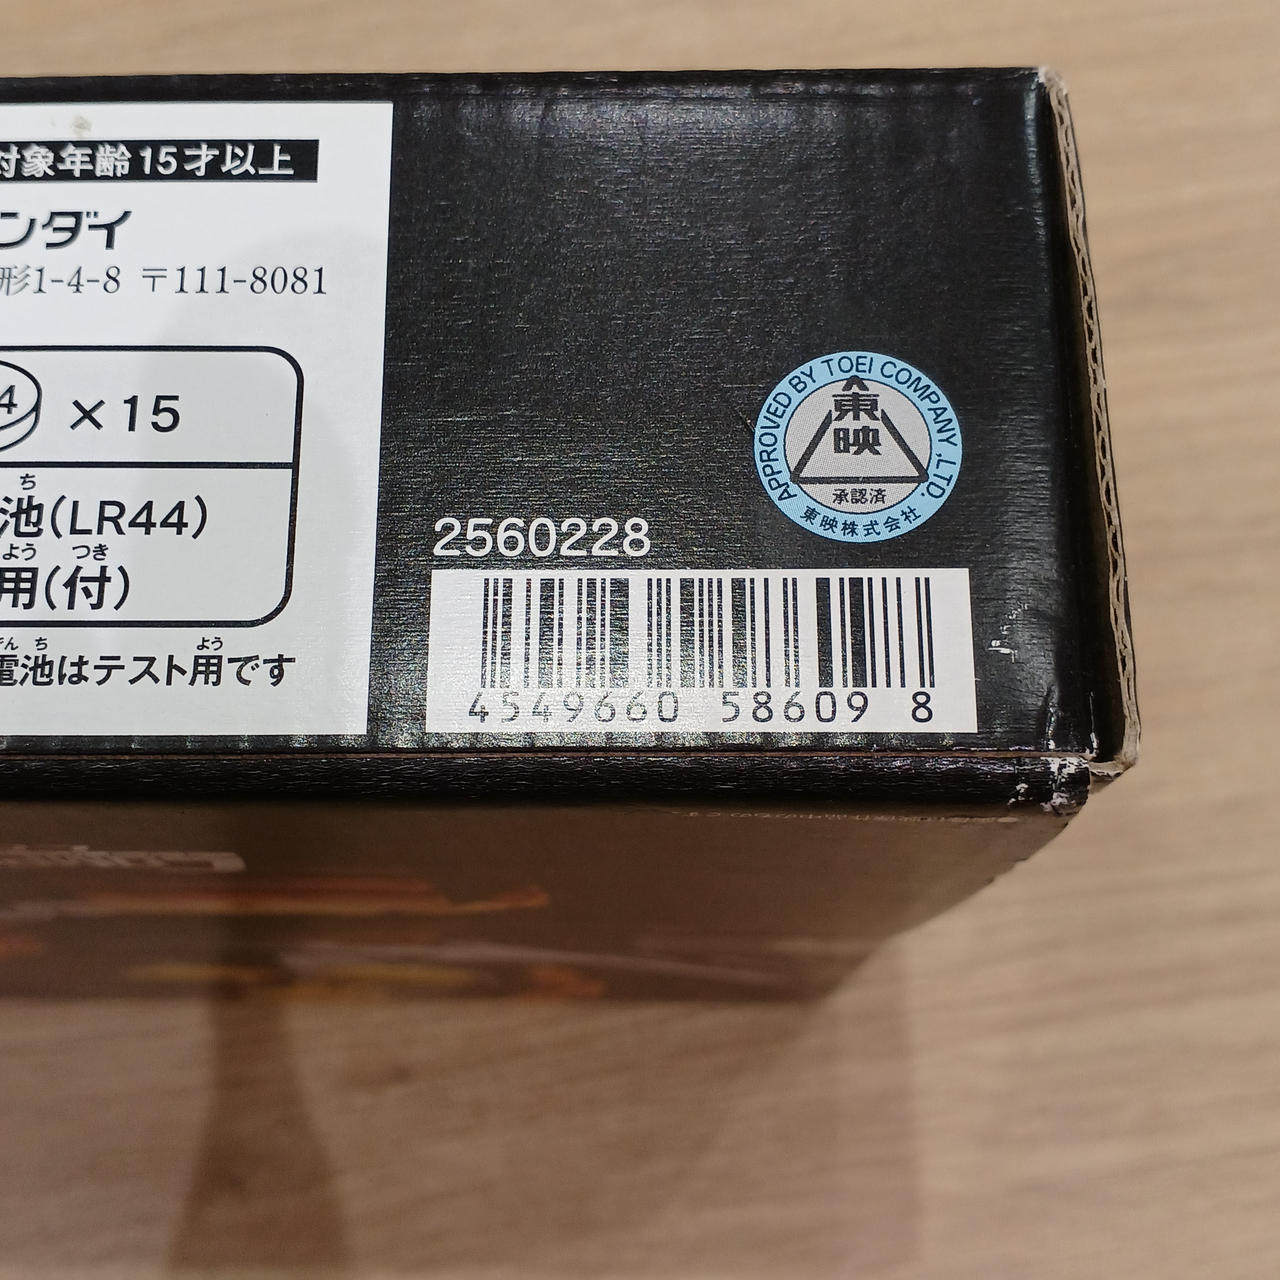 対象年齢15才以上
ンダイ
形1-4-8 〒111-8081
4 ×15
ち
池(LR44)
よう つき
用(付)
ち よう
電池はテスト用です
APPROVED BY TOEI COMPANY ,LTD.
東映
承認済
東映株式会社
2560228
4549660 58609 8